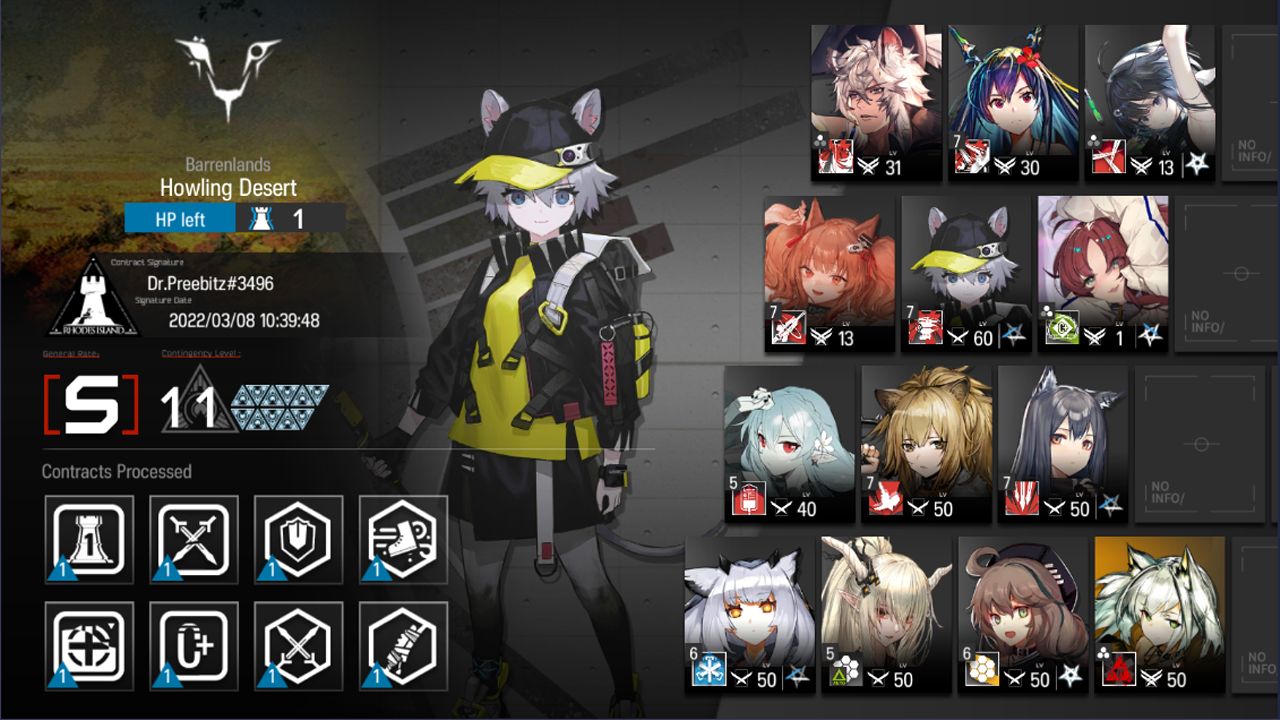 Barrenlands
Howling Desert
HP left 1
Contract Signature
Dr.Preebitz#3496
Signature Date
2022/03/08 10:39:48
RHODES ISLAND
General Rate:
Contingency Level :
S
11
Contracts Processed
1 1 1 1 1
1 1 1 1
LV 31
7 LV 30
LV 13
NO INFO/
7 LV 13
7 LV 60
LV 1
NO INFO/
5 LV 40
7 LV 50
7 LV 50
NO INFO/
6 LV 50
5 AUTO LV 50
6 LV 50
LV 50
NO INFO